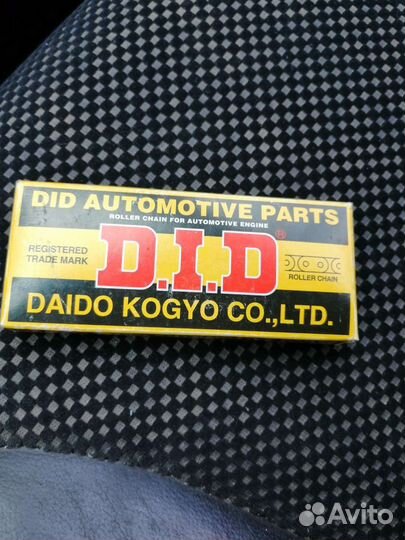 DID AUTOMOTIVE PARTS
ROLLER CHAIN FOR AUTOMOTIVE ENGINE
REGISTERED
TRADE MARK
D.I.D®
ROLLER CHAIN
DAIDO KOGYO CO.,LTD.
Avito